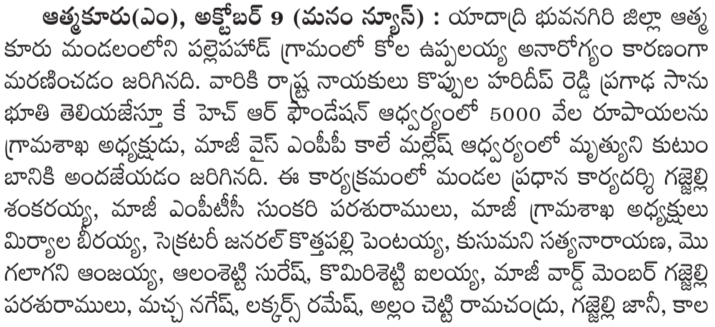 ఆత్మకూరు(ఎం), అక్టోబర్ 9 (మనం న్యూస్) : యాదాద్రి భువనగిరి జిల్లా ఆత్మ
కూరు మండలంలోని పల్లెపహాడ్ గ్రామంలో కోల ఉప్పలయ్య అనారోగ్యం కారణంగా
మరణించడం జరిగినది. వారికి రాష్ట్ర నాయకులు కొప్పుల హరిదీప్ రెడ్డి ప్రగాఢ సాను
భూతి తెలియజేస్తూ కే హెచ్ ఆర్ ఫౌండేషన్ ఆధ్వర్యంలో 5000 వేల రూపాయలను
గ్రామశాఖ అధ్యక్షుడు, మాజీ వైస్ ఎంపీపీ కాలే మల్లేష్ ఆధ్వర్యంలో మృత్యుని కుటుం
బానికి అందజేయడం జరిగినది. ఈ కార్యక్రమంలో మండల ప్రధాన కార్యదర్శి గజ్జెల్లి
శంకరయ్య, మాజీ ఎంపీటీసీ సుంకరి పరశురాములు, మాజీ గ్రామశాఖ అధ్యక్షులు
మిర్యాల బీరయ్య, సెక్రటరీ జనరల్ కొత్తపల్లి పెంటయ్య, కుసుమని సత్యనారాయణ, మొ
గలాగని ఆంజయ్య, ఆలంశెట్టి సురేష్, కొమిరిశెట్టి ఐలయ్య, మాజీ వార్డ్ మెంబర్ గజ్జెల్లి
పరశురాములు, మచ్చ నగేష్, లక్కర్స్ రమేష్, అల్లం చెట్టి రామచంద్రు, గజ్జెల్లి జానీ, కాల